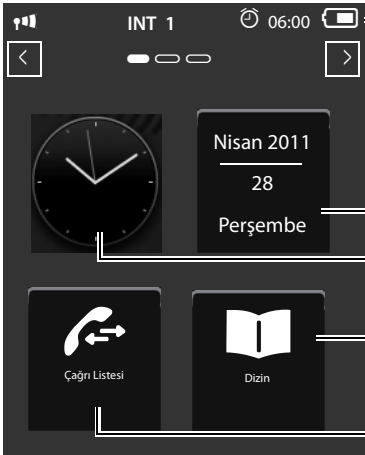 INT 1
06:00
Nisan 2011
28
Perşembe
Çağrı Listesi
Dizin